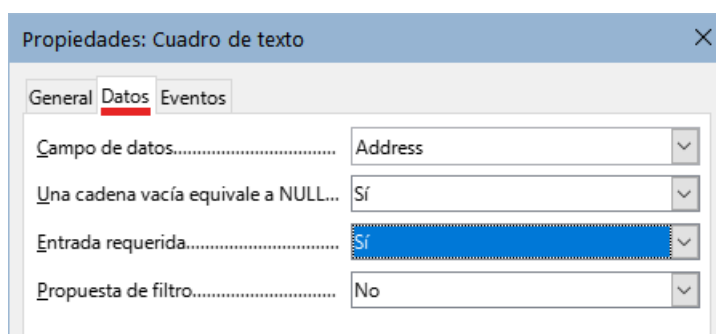 Propiedades: Cuadro de texto
General Datos Eventos
Campo de datos.................................. Address
Una cadena vacía equivale a NULL... Sí
Entrada requerida................................ Sí
Propuesta de filtro............................... No